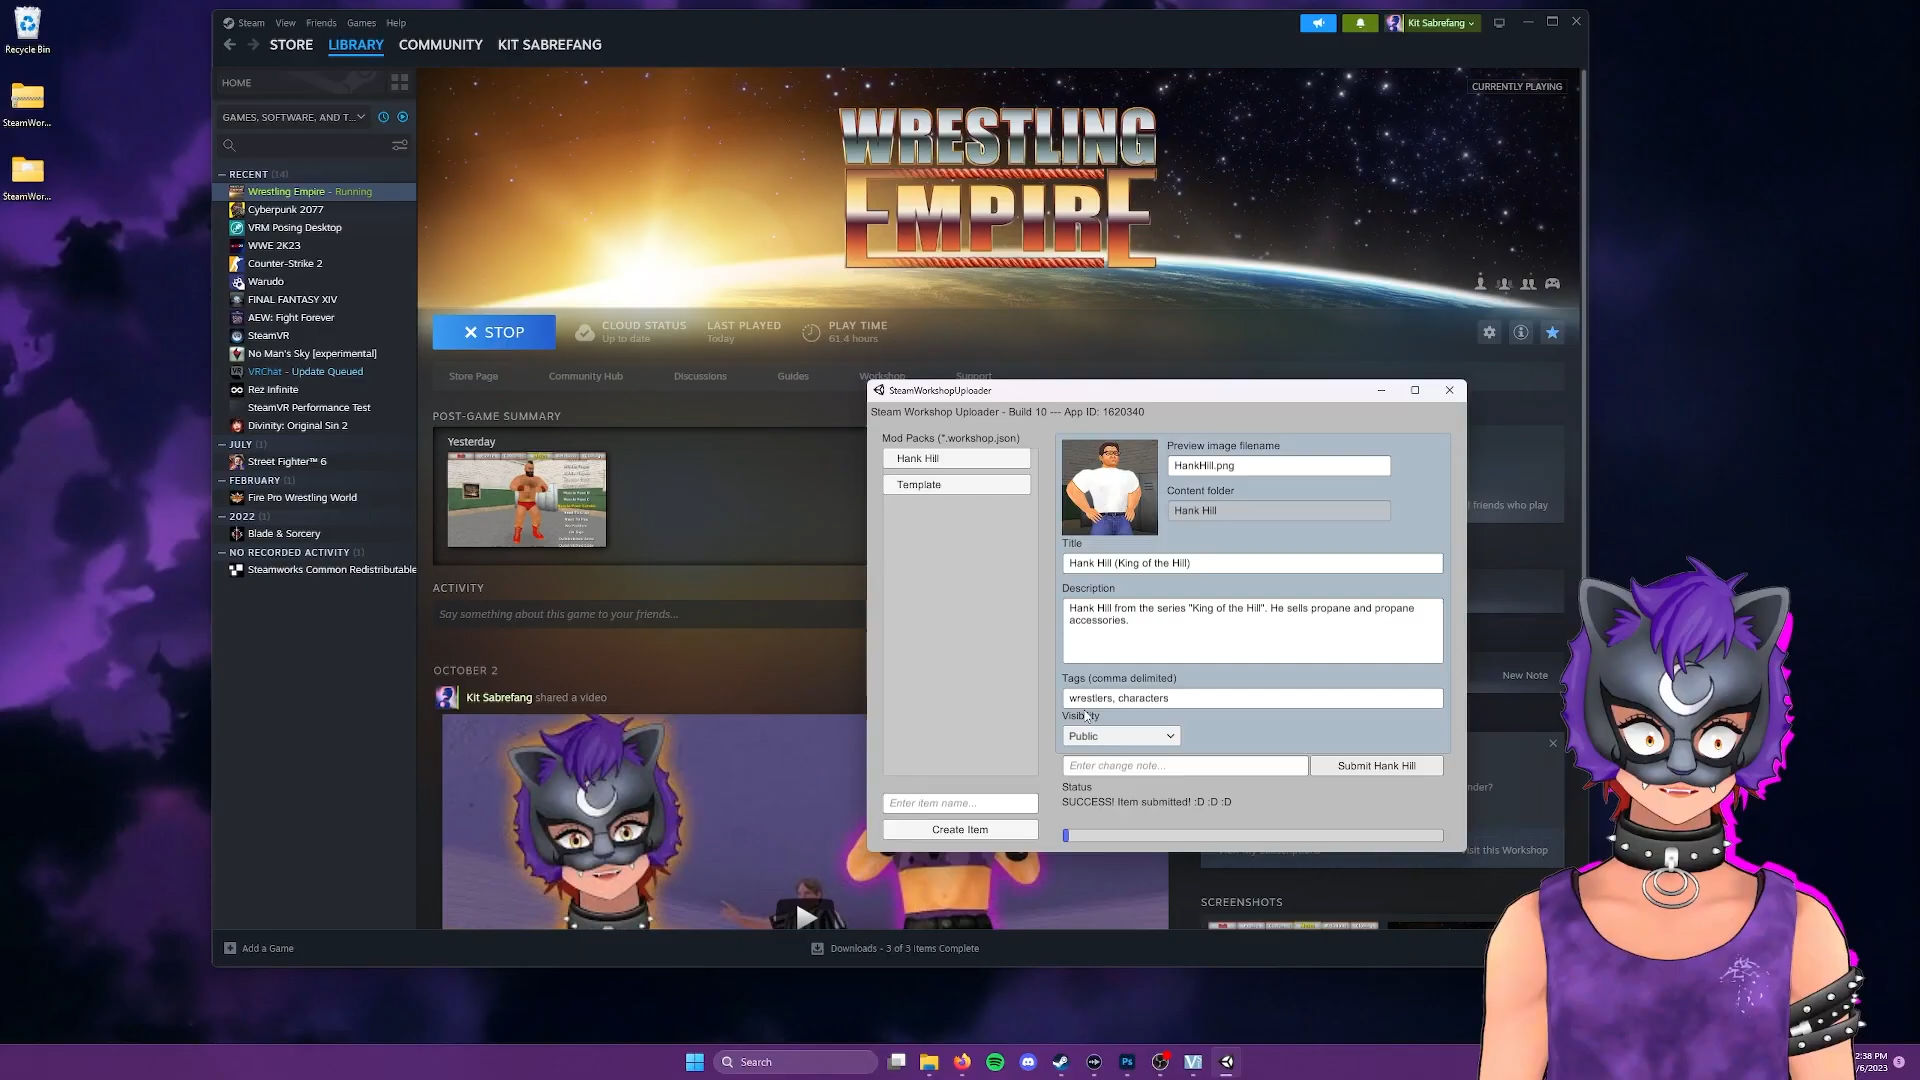 Recycle Bin
SteamWor...
SteamWor...
Steam View Friends Games Help
Kit Sabrefang
STORE LIBRARY COMMUNITY KIT SABREFANG
HOME
GAMES, SOFTWARE, AND T...
RECENT (14)
Wrestling Empire - Running
Cyberpunk 2077
VRM Posing Desktop
WWE 2K23
Counter-Strike 2
Warudo
FINAL FANTASY XIV
AEW: Fight Forever
SteamVR
No Man's Sky [experimental]
VRChat - Update Queued
Rez Infinite
SteamVR Performance Test
Divinity: Original Sin 2
JULY (1)
Street Fighter™ 6
FEBRUARY (1)
Fire Pro Wrestling World
2022 (1)
Blade & Sorcery
NO RECORDED ACTIVITY (1)
Steamworks Common Redistributable
Add a Game
CURRENTLY PLAYING
WRESTLING
EMPIRE
STOP
CLOUD STATUS
Up to date
LAST PLAYED
Today
PLAY TIME
61.4 hours
Store Page Community Hub Discussions Guides Workshop Support
POST-GAME SUMMARY
Yesterday
ACTIVITY
Say something about this game to your friends...
OCTOBER 2
Kit Sabrefang shared a video
friends who play
New Note
nder?
isit this Workshop
SCREENSHOTS
Downloads - 3 of 3 Items Complete
SteamWorkshopUploader
Steam Workshop Uploader - Build 10 --- App ID: 1620340
Mod Packs (*.workshop.json)
Hank Hill
Template
Enter item name...
Create Item
Preview image filename
HankHill.png
Content folder
Hank Hill
Title
Hank Hill (King of the Hill)
Description
Hank Hill from the series "King of the Hill". He sells propane and propane
accessories.
Tags (comma delimited)
wrestlers, characters
Visibility
Public
Enter change note...
Submit Hank Hill
Status
SUCCESS! Item submitted! :D :D :D
Search
2:38 PM
/6/2023